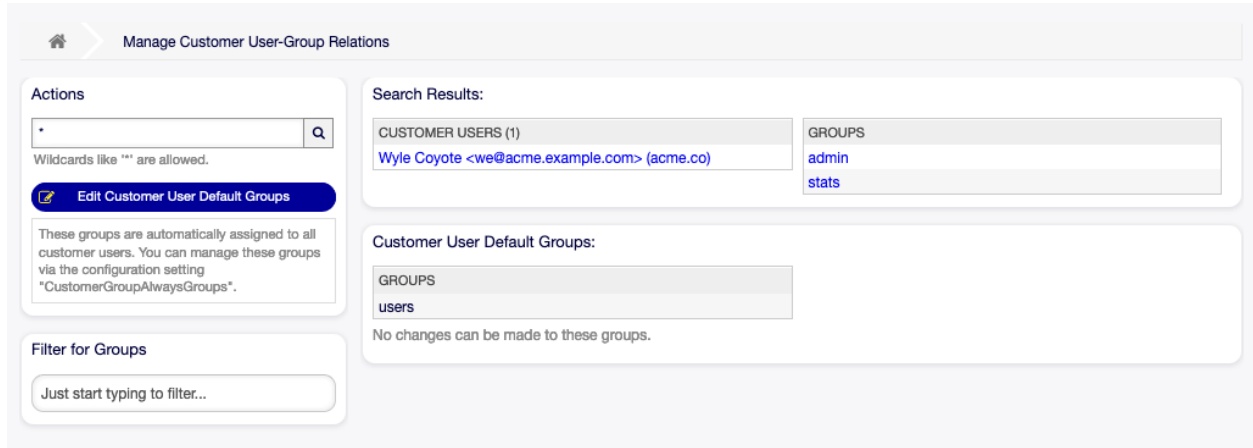 Manage Customer User-Group Relations
Actions
*
Wildcards like "*" are allowed.
Edit Customer User Default Groups
These groups are automatically assigned to all
customer users. You can manage these groups
via the configuration setting
"CustomerGroupAlwaysGroups".
Filter for Groups
Just start typing to filter...
Search Results:
CUSTOMER USERS (1)
Wyle Coyote <we@acme.example.com> (acme.co)
GROUPS
admin
stats
Customer User Default Groups:
GROUPS
users
No changes can be made to these groups.